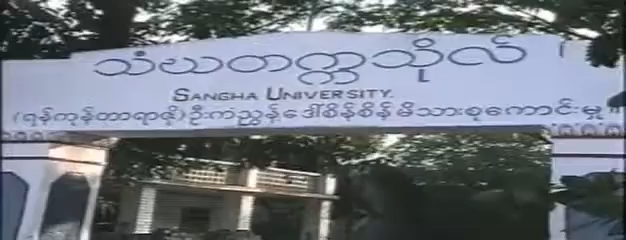 သံဃတက္ကသိုလ်
SANGHA UNIVERSITY.
(ရန်ကုန်တာရာစို) ဦးကညွန့်ဒေါ်စိန်စိန်မိသားစုကောင်းမှု။